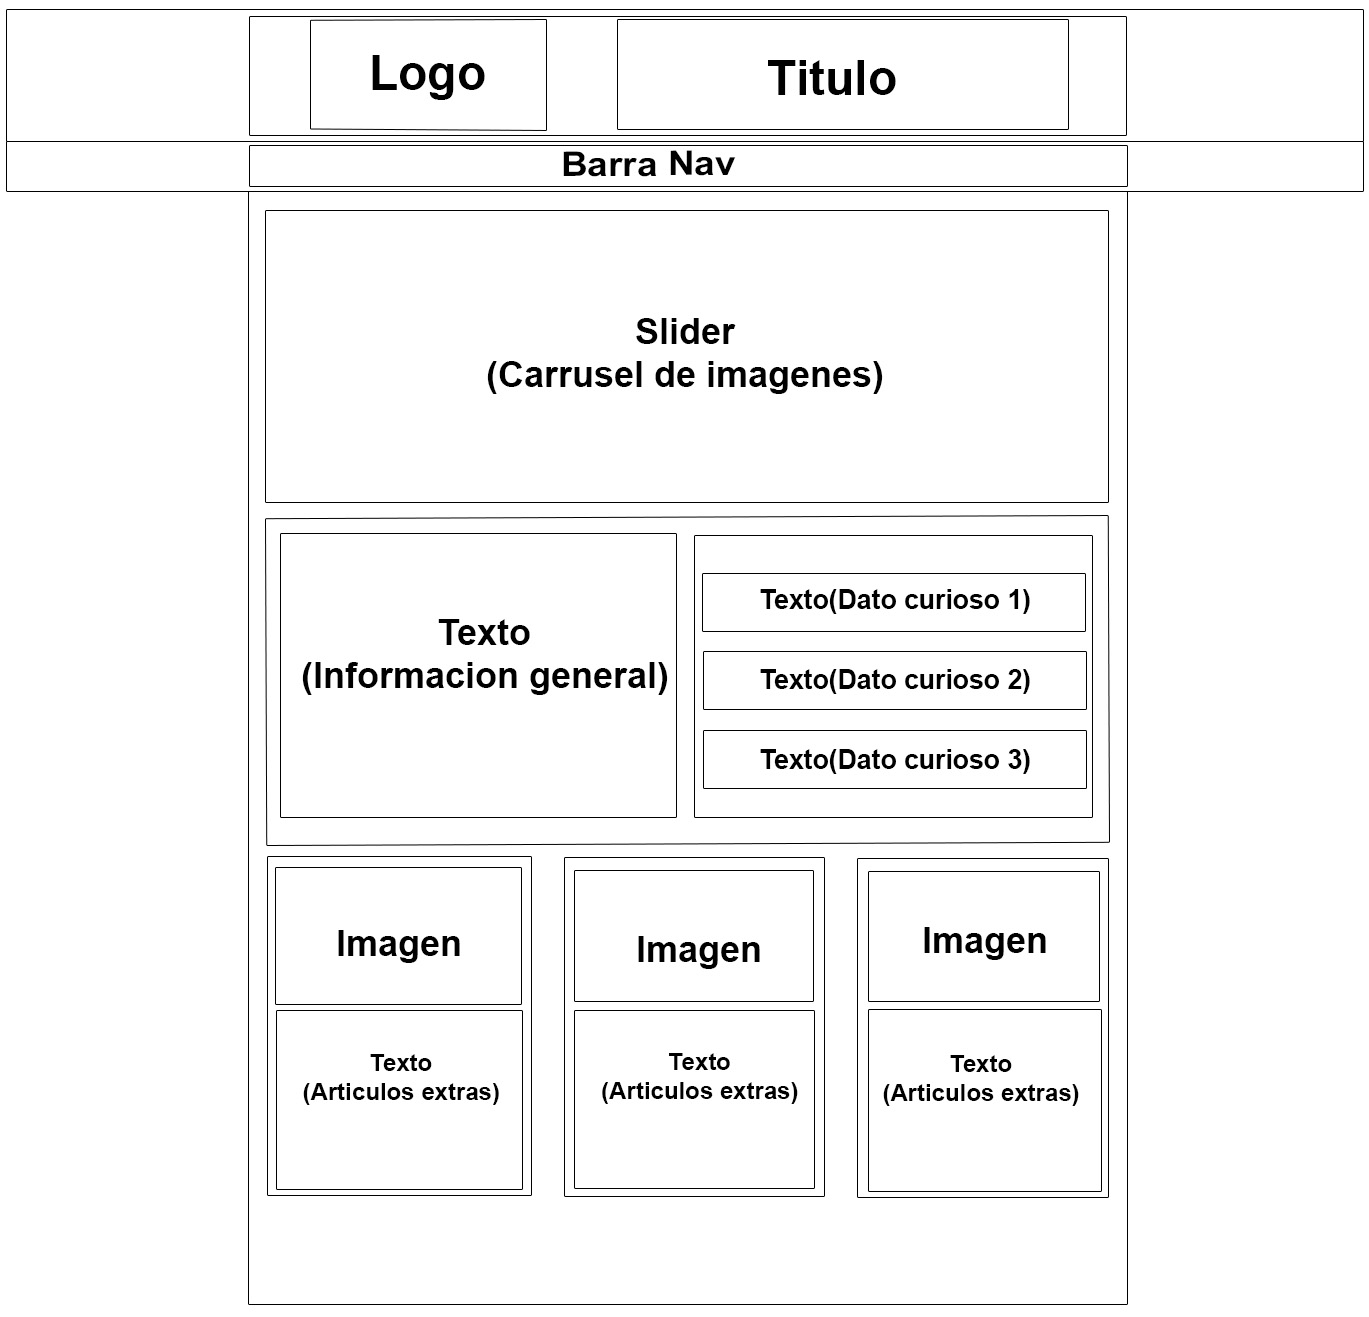 Logo
Titulo
Barra Nav
Slider
(Carrusel de imagenes)
Texto
(Informacion general)
Texto(Dato curioso 1)
Texto(Dato curioso 2)
Texto(Dato curioso 3)
Imagen
Imagen
Imagen
Texto
(Articulos extras)
Texto
(Articulos extras)
Texto
(Articulos extras)